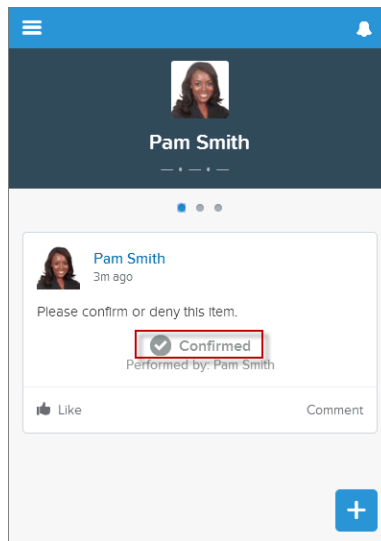 Pam Smith
Pam Smith
3m ago
Please confirm or deny this item.
Confirmed
Performed by: Pam Smith
Like
Comment